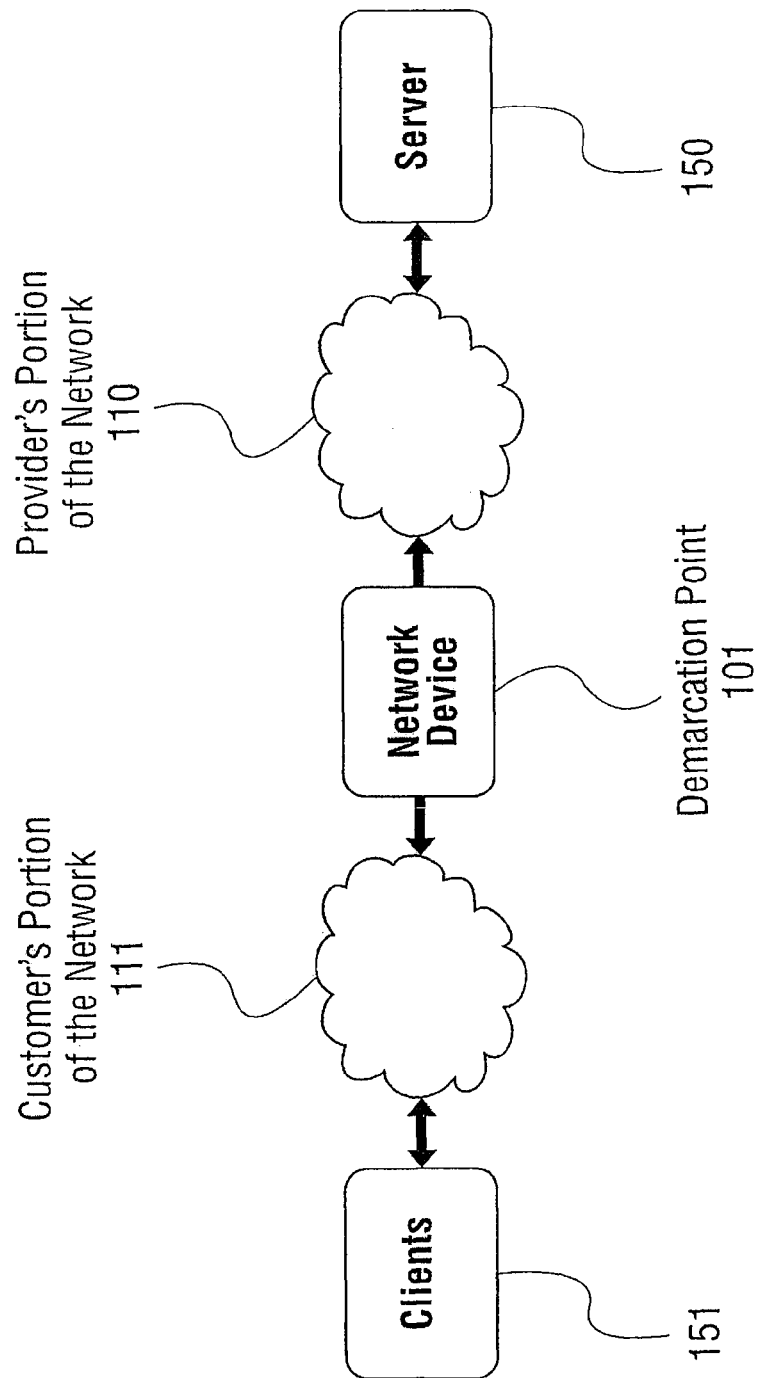 Customer's Portion
of the Network
111
Provider's Portion
of the Network
110
Clients
Network
Device
Server
151
Demarcation Point
101
150